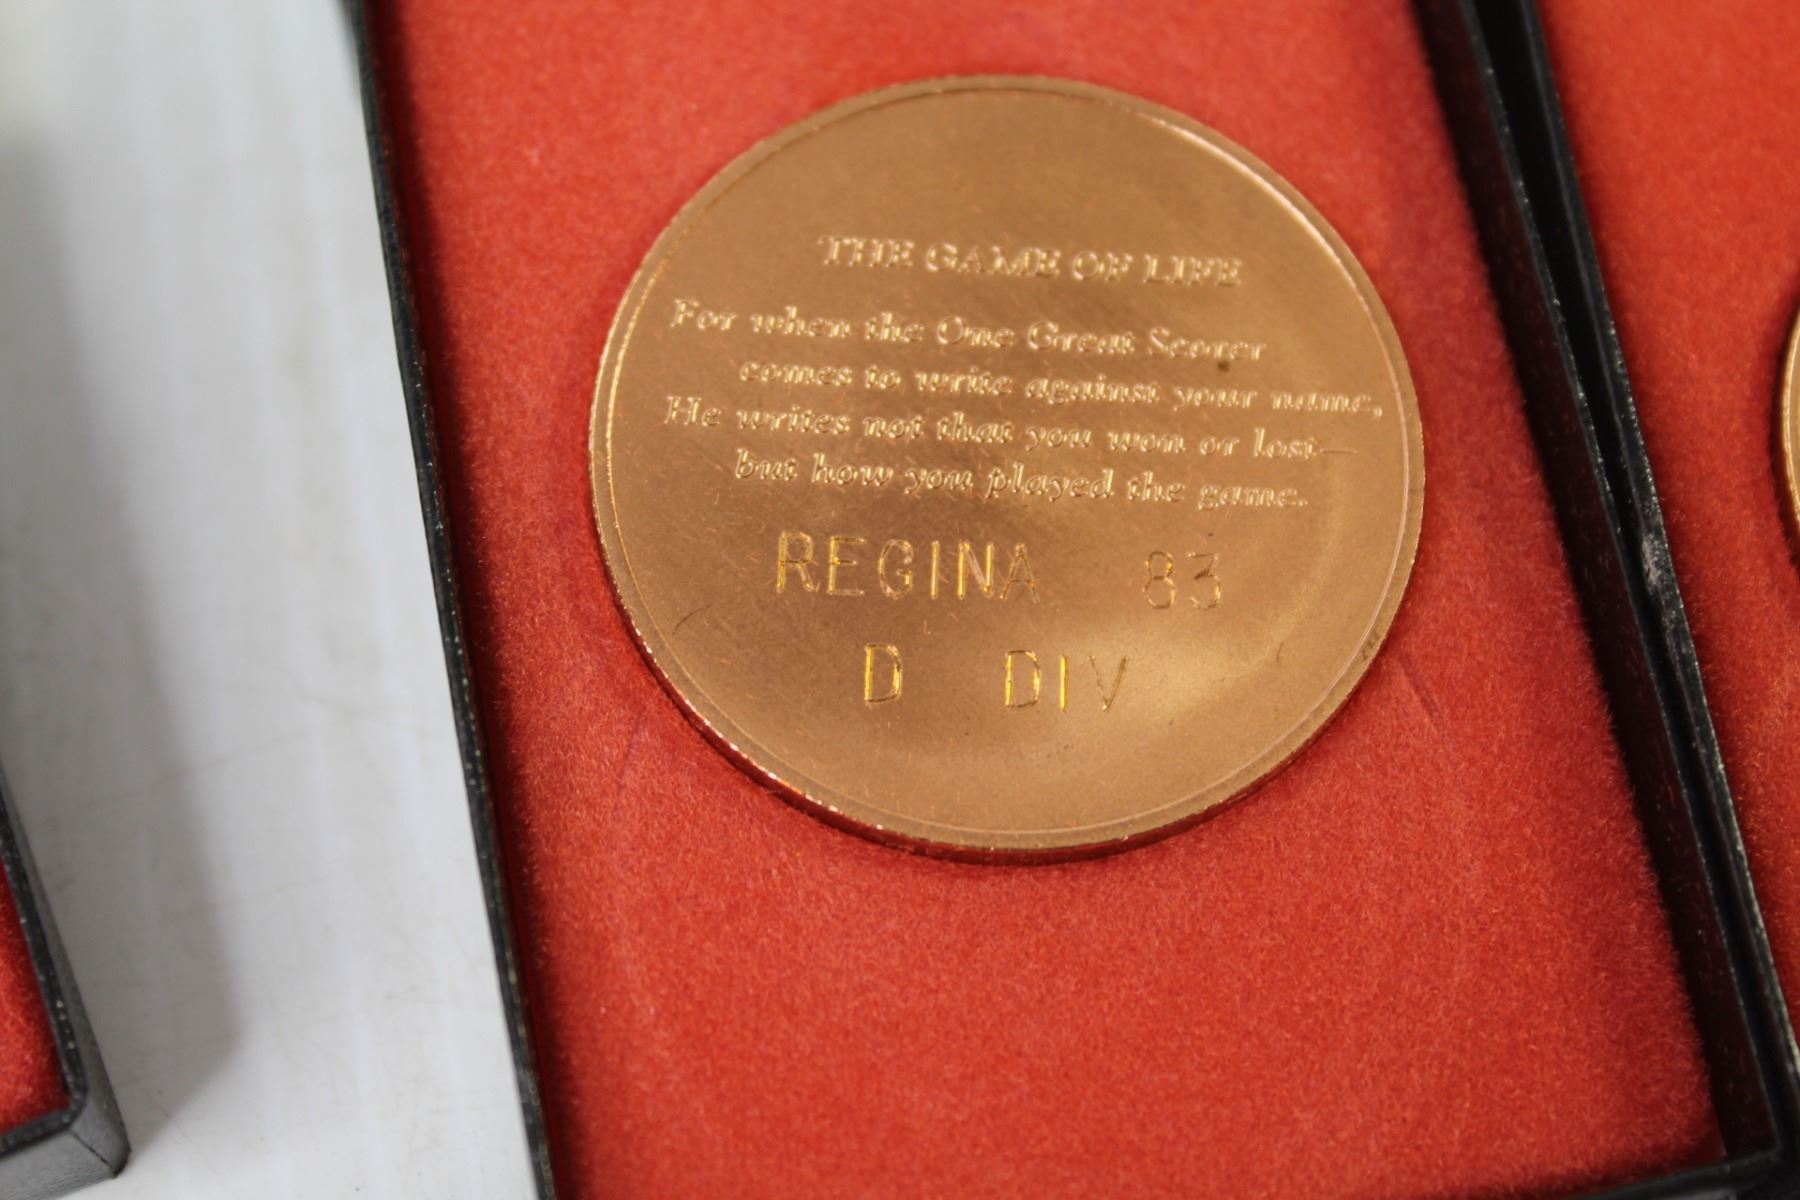 THE GAME OF LIFE
For when the One Great Scorer
comes to write against your name,
He writes not that you won or lost—
but how you played the game.
REGINA 83
D DIV